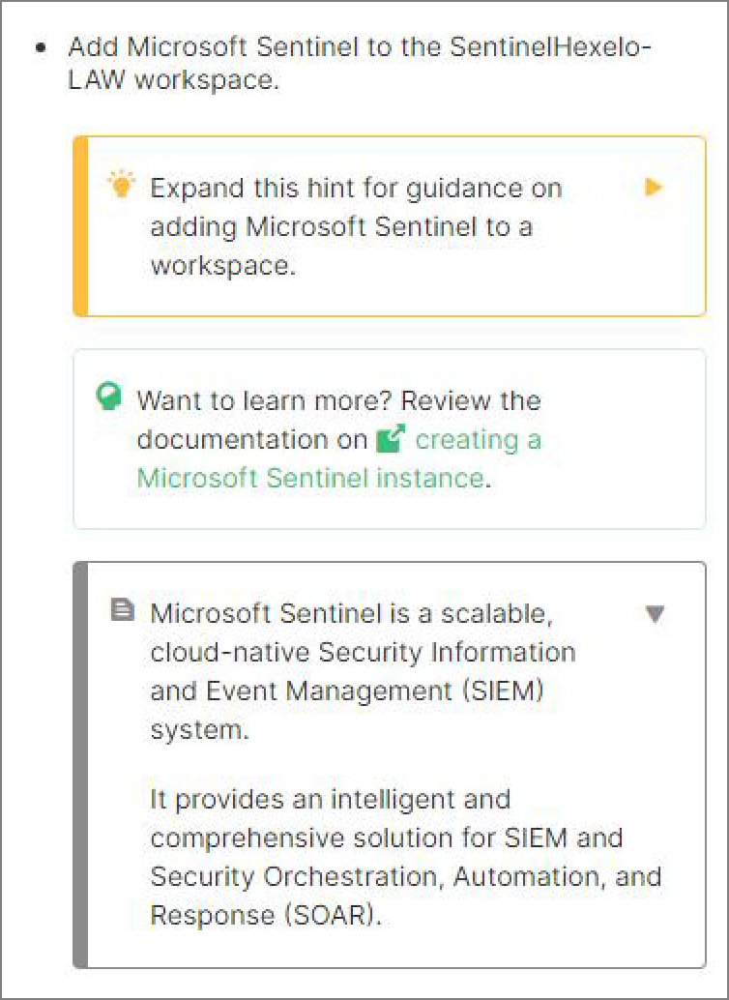 Add Microsoft Sentinel to the SentinelHexelo-
LAW workspace.
Expand this hint for guidance on
adding Microsoft Sentinel to a
workspace.
Want to learn more? Review the
documentation on creating a
Microsoft Sentinel instance.
Microsoft Sentinel is a scalable,
cloud-native Security Information
and Event Management (SIEM)
system.
It provides an intelligent and
comprehensive solution for SIEM and
Security Orchestration, Automation, and
Response (SOAR).